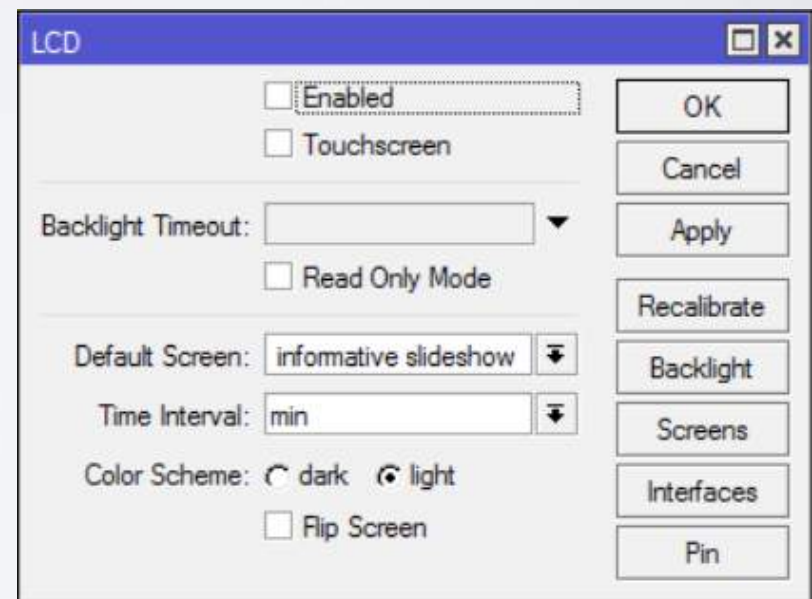 LCD
Enabled
OK
Touchscreen
Cancel
Backlight Timeout:
Apply
Read Only Mode
Recalibrate
Default Screen: informative slideshow
Backlight
Time Interval: min
Screens
Color Scheme: dark light
Interfaces
Flip Screen
Pin